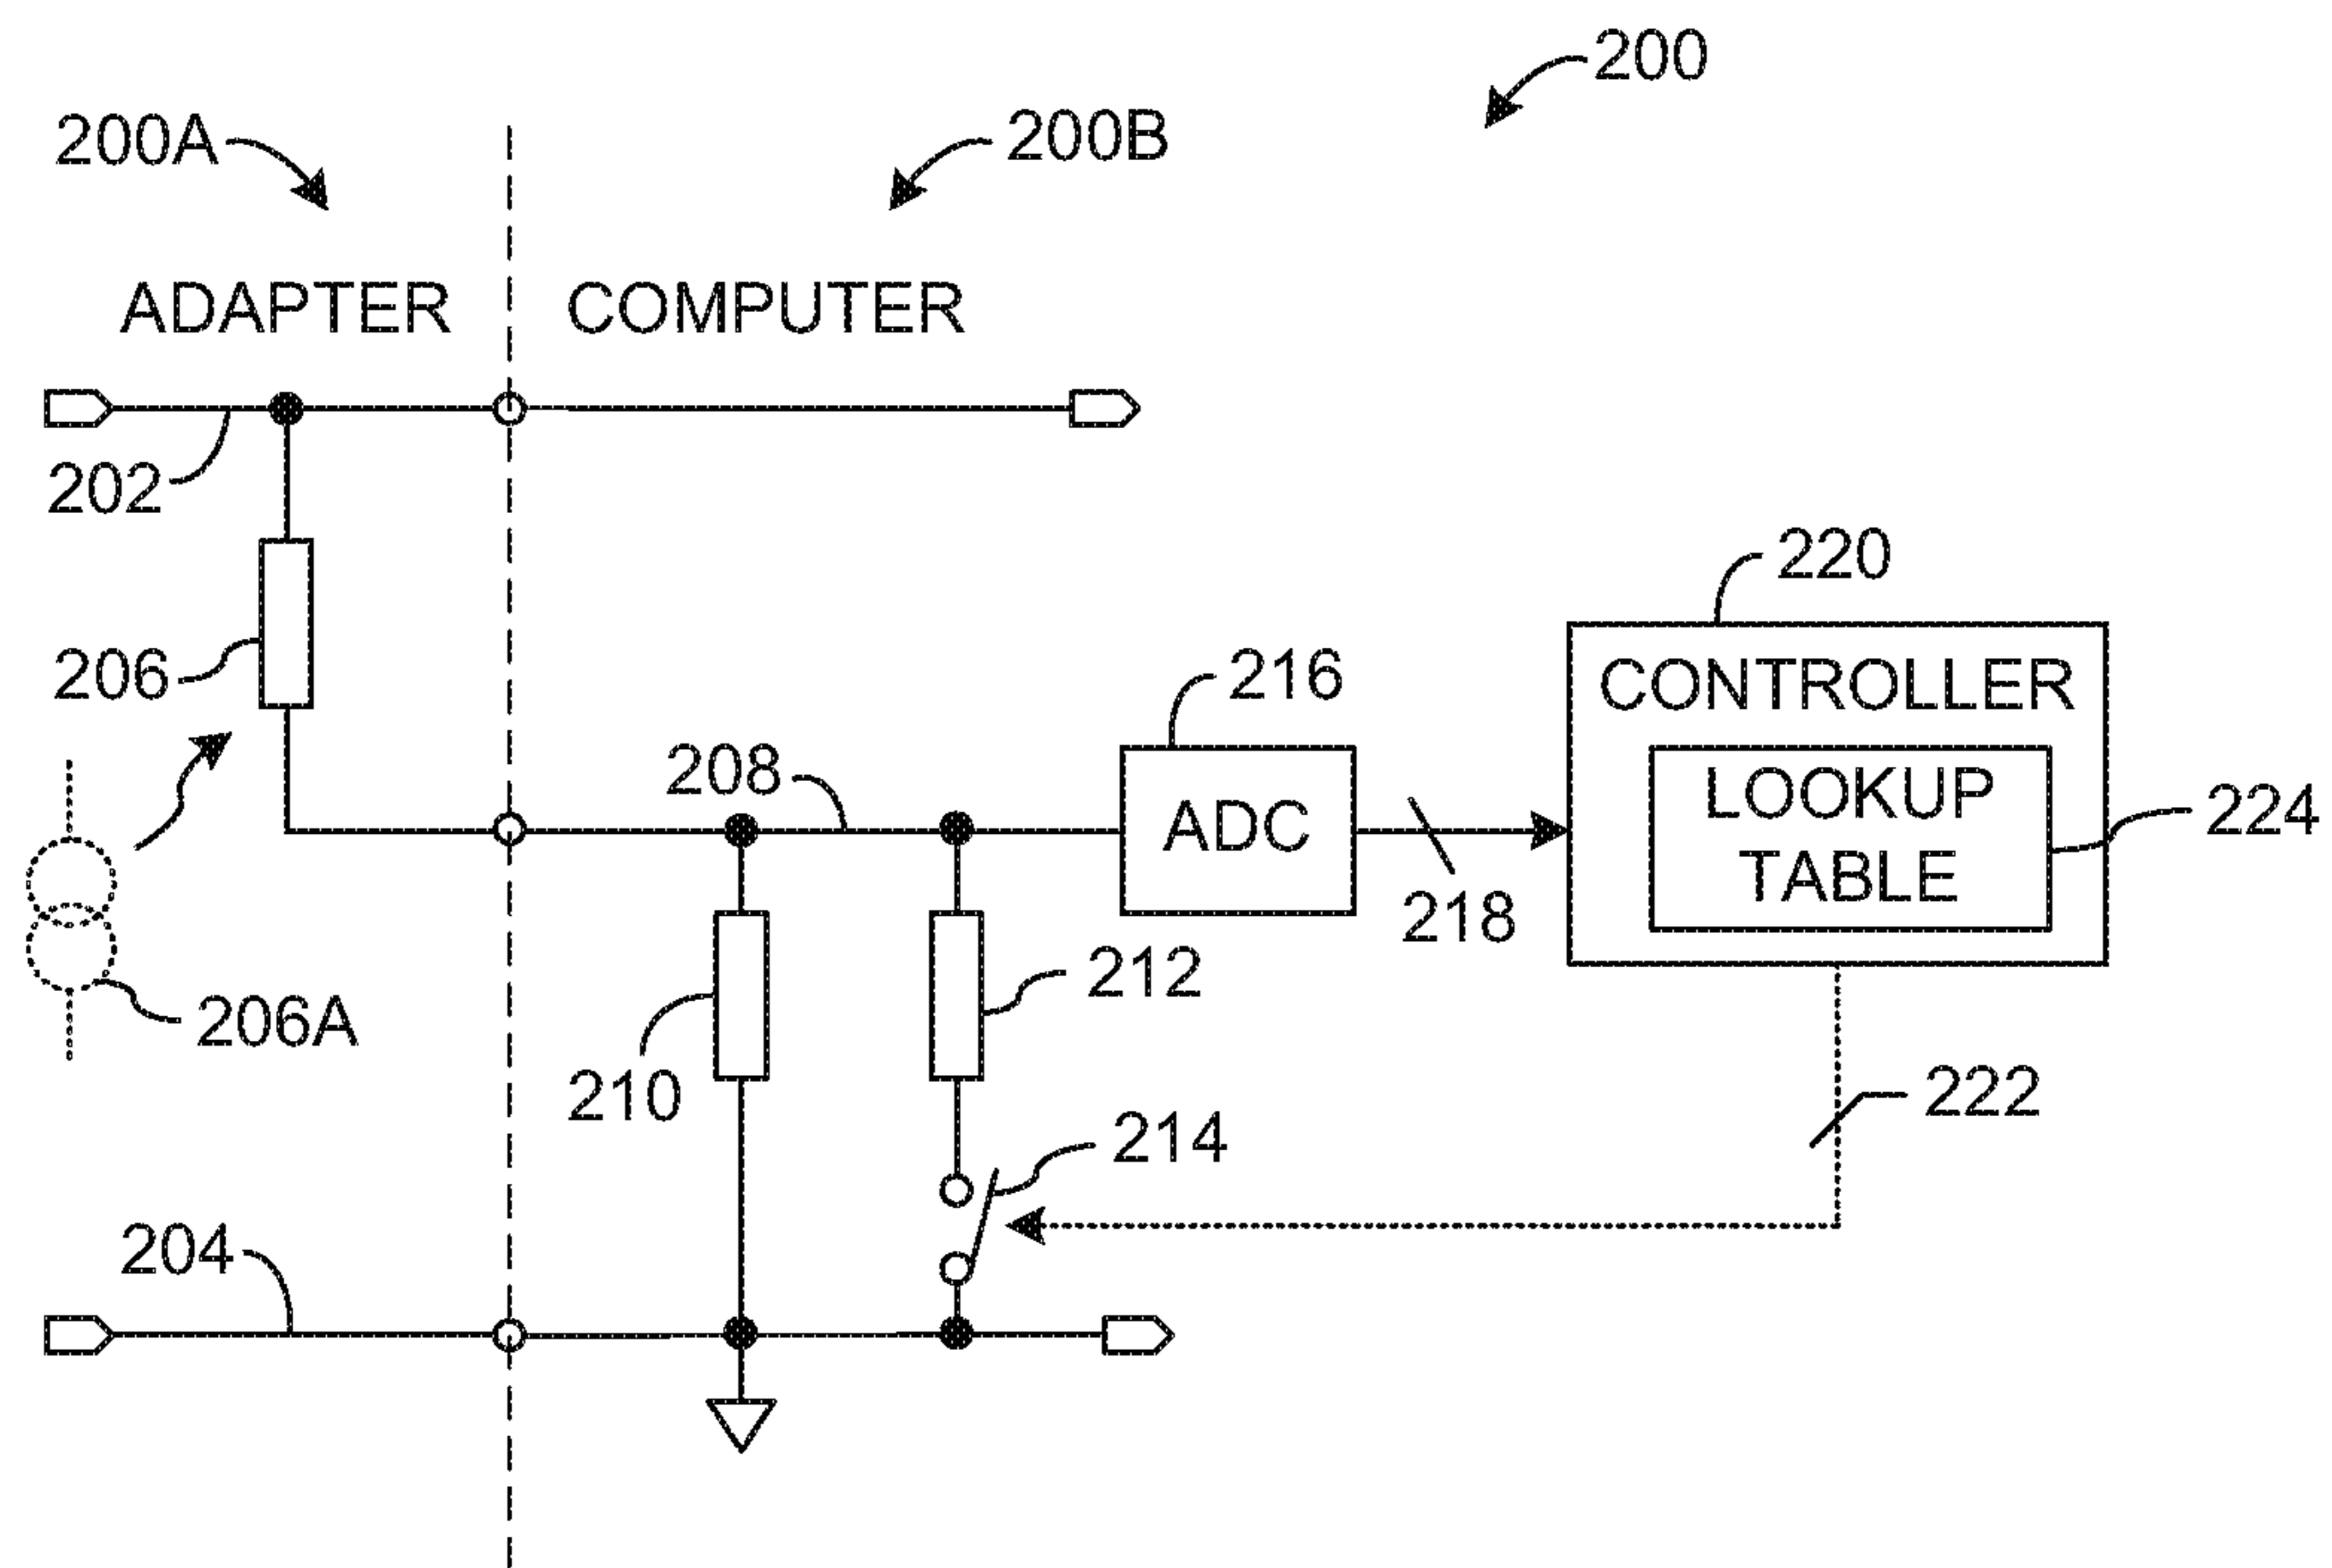 200
200A
200B
ADAPTER
COMPUTER
202
220
206
216
CONTROLLER
208
LOOKUP
TABLE
224
ADC
218
212
206A
210
222
214
204